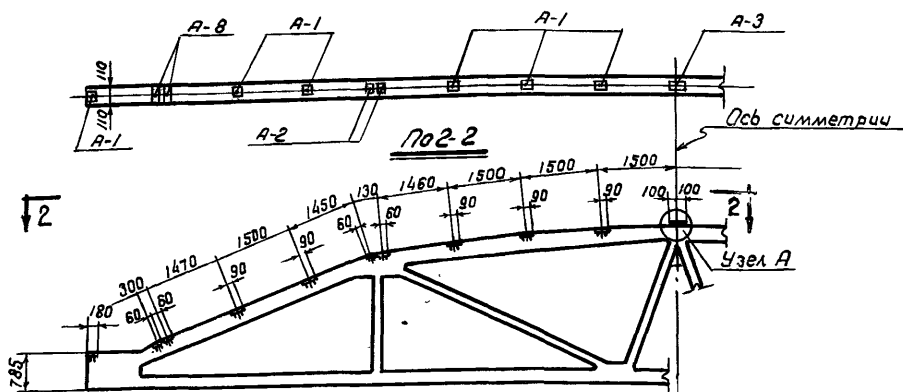 А-8 А-1 А-1 А-3
110
110
А-1 А-2
Ось симметрии
По 2-2
2 300 1470 1500 1450 130 1460 1500 1500 1500 2
180 60 60 90 90 60 60 90 90 90 100 100
Узел А
785